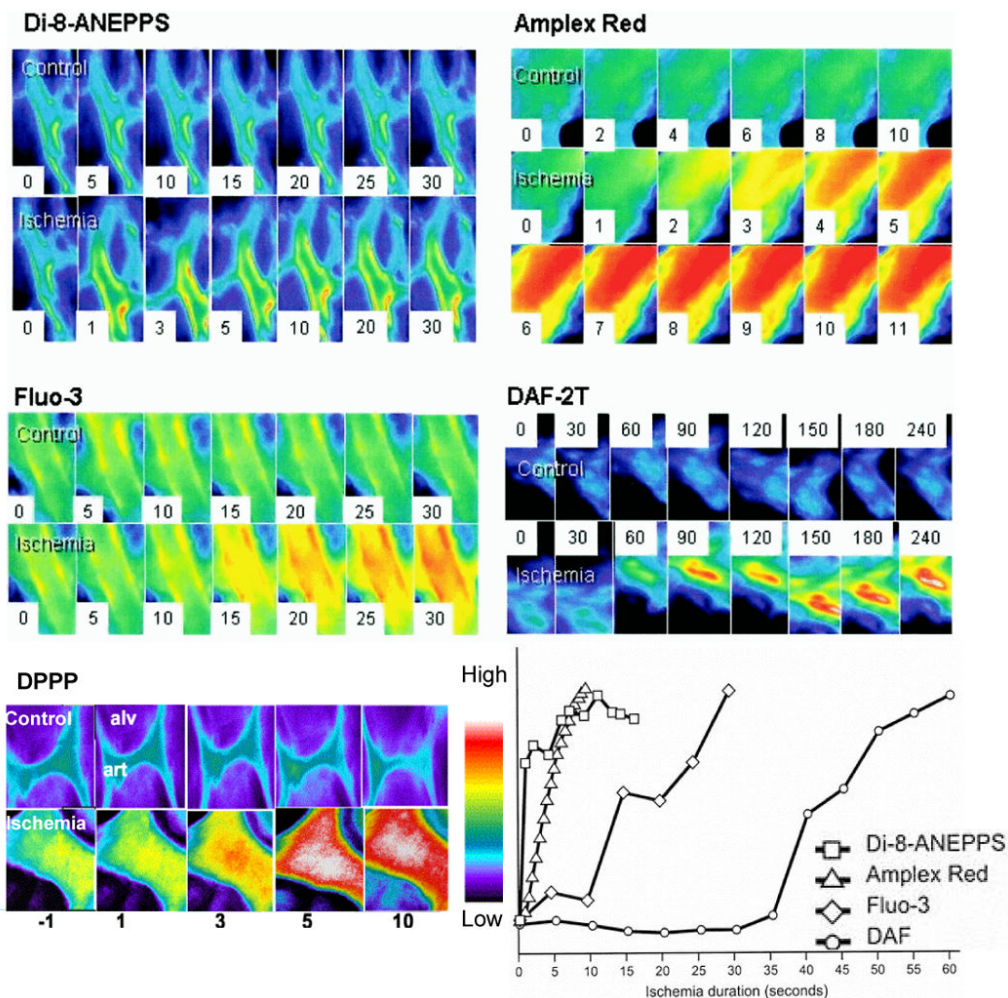 Di-8-ANEPPS
Control
0 5 10 15 20 25 30
Ischemia
0 1 3 5 10 20 30
Amplex Red
Control
0 2 4 6 8 10
Ischemia
0 1 2 3 4 5
6 7 8 9 10 11
Fluo-3
Control
0 5 10 15 20 25 30
Ischemia
0 5 10 15 20 25 30
DAF-2T
0 30 60 90 120 150 180 240
Control
0 30 60 90 120 150 180 240
Ischemia
DPPP
Control alv
art
Ischemia
-1 1 3 5 10
High
Low
Di-8-ANEPPS
Amplex Red
Fluo-3
DAF
0 5 10 15 20 25 30 35 40 45 50 55 60
Ischemia duration (seconds)